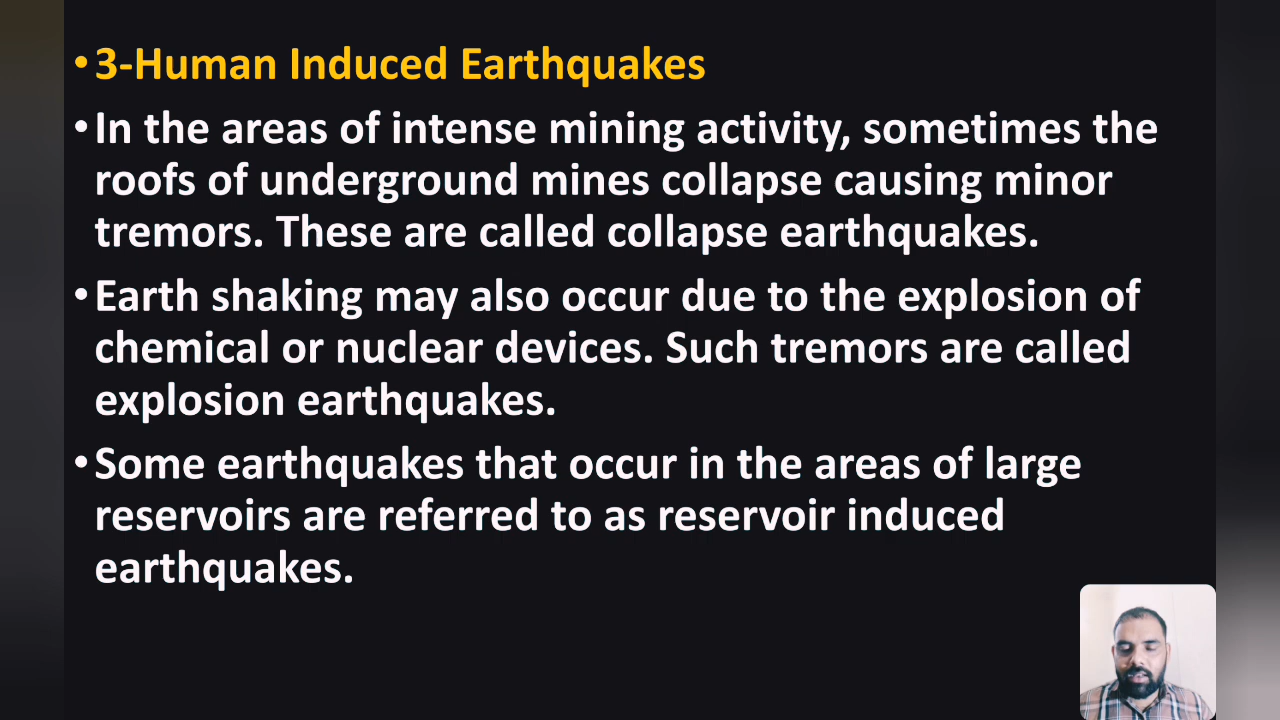 •3-Human Induced Earthquakes
•In the areas of intense mining activity, sometimes the
roofs of underground mines collapse causing minor
tremors. These are called collapse earthquakes.
•Earth shaking may also occur due to the explosion of
chemical or nuclear devices. Such tremors are called
explosion earthquakes.
•Some earthquakes that occur in the areas of large
reservoirs are referred to as reservoir induced
earthquakes.